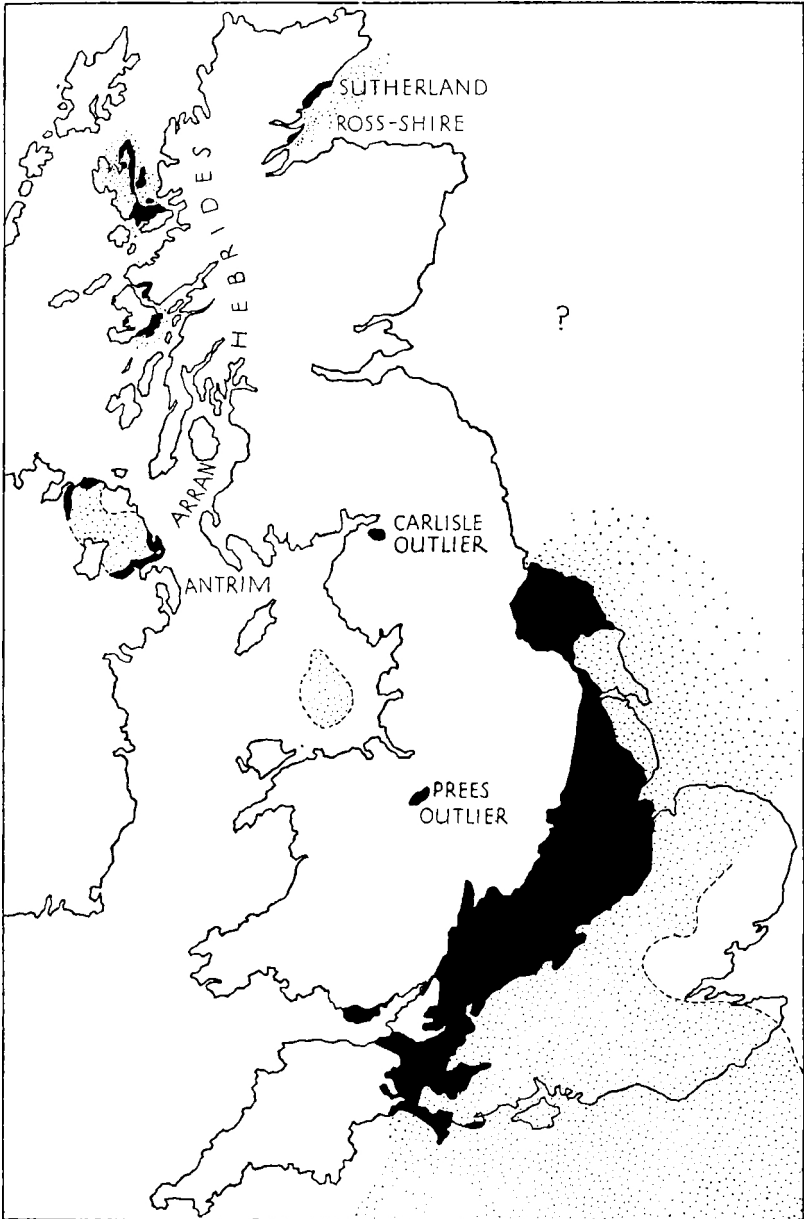 SUTHERLAND
ROSS-SHIRE
HEBRIDES
?
ARRAN
CARLISLE
OUTLIER
ANTRIM
PREES
OUTLIER